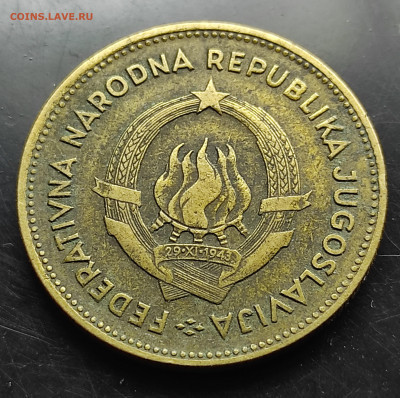 COINS.LAVE.RU
FEDERATIVNA NARODNA REPUBLIKA JUGOSLAVIJA
29·XI·1943